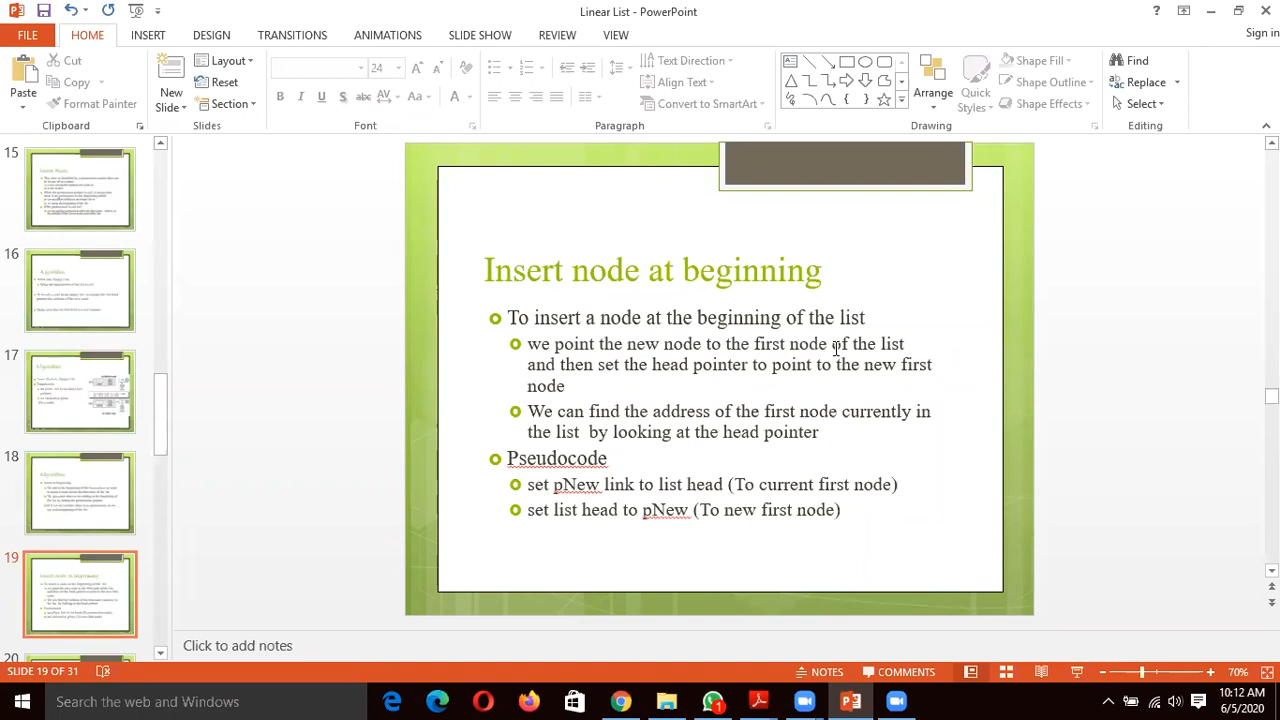 Linear List - PowerPoint
Sign in
FILE HOME INSERT DESIGN TRANSITIONS ANIMATIONS SLIDE SHOW REVIEW VIEW
Paste
Cut
Copy
Format Painter
Clipboard
New Slide
Layout
Reset
Section
Slides
24
B I U S abc AV Aa A
Font
Text Direction
Align Text
Convert to SmartArt
Paragraph
Arrange
Quick Styles
Shape Fill
Shape Outline
Shape Effects
Drawing
Find
Replace
Select
Editing
15
16
17
18
19
20
Insert node at beginning
To insert a node at the beginning of the list
we point the new node to the first node of the list
and then set the head pointer to point to the new first
node
We can find the address of the first node currently in
the list by looking at the head pointer
Pseudocode
set pNew link to list head (To current first node)
set list head to pNew (To new first node)
Click to add notes
SLIDE 19 OF 31
NOTES
COMMENTS
70%
Search the web and Windows
1
10:12 AM
6/5/2020